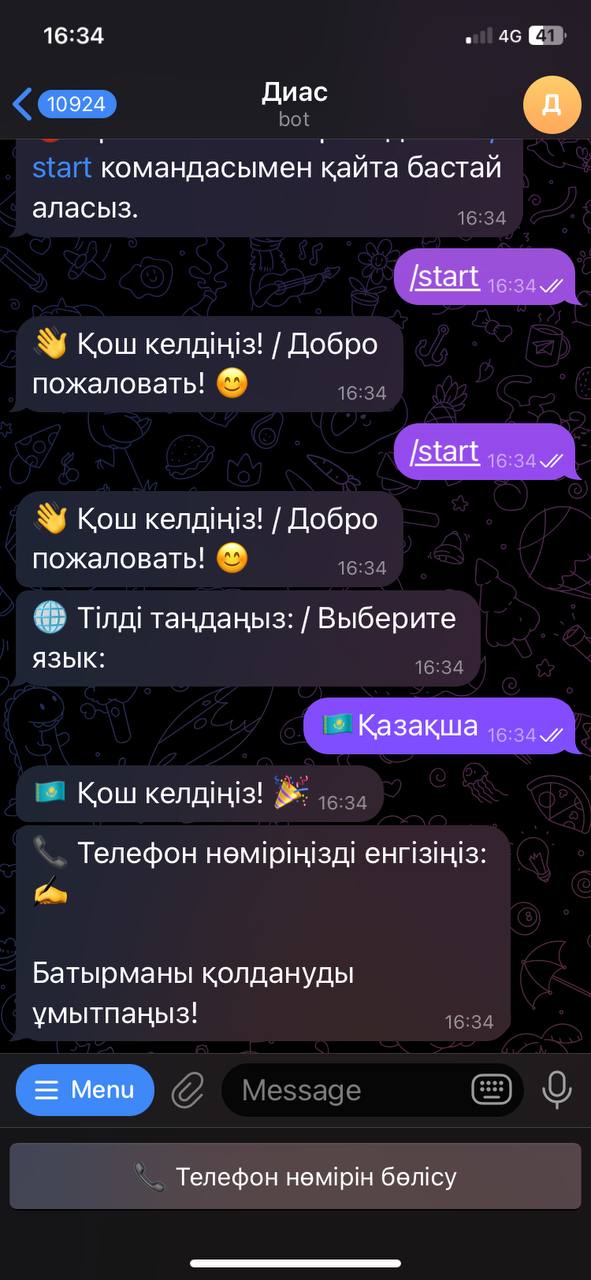 16:34
4G 41
10924
Диас
bot
start командасымен қайта бастай
аласыз.
16:34
/start 16:34
👋 Қош келдіңіз! / Добро
пожаловать! 😊 16:34
/start 16:34
👋 Қош келдіңіз! / Добро
пожаловать! 😊 16:34
🌐 Тілді таңдаңыз: / Выберите
язык: 16:34
🇰🇿Қазақша 16:34
🇰🇿 Қош келдіңіз! 🎉 16:34
📞 Телефон нөміріңізді енгізіңіз:
✍️
Батырманы қолдануды
ұмытпаңыз! 16:34
Menu
Message
📞 Телефон нөмірін бөлісу
Д